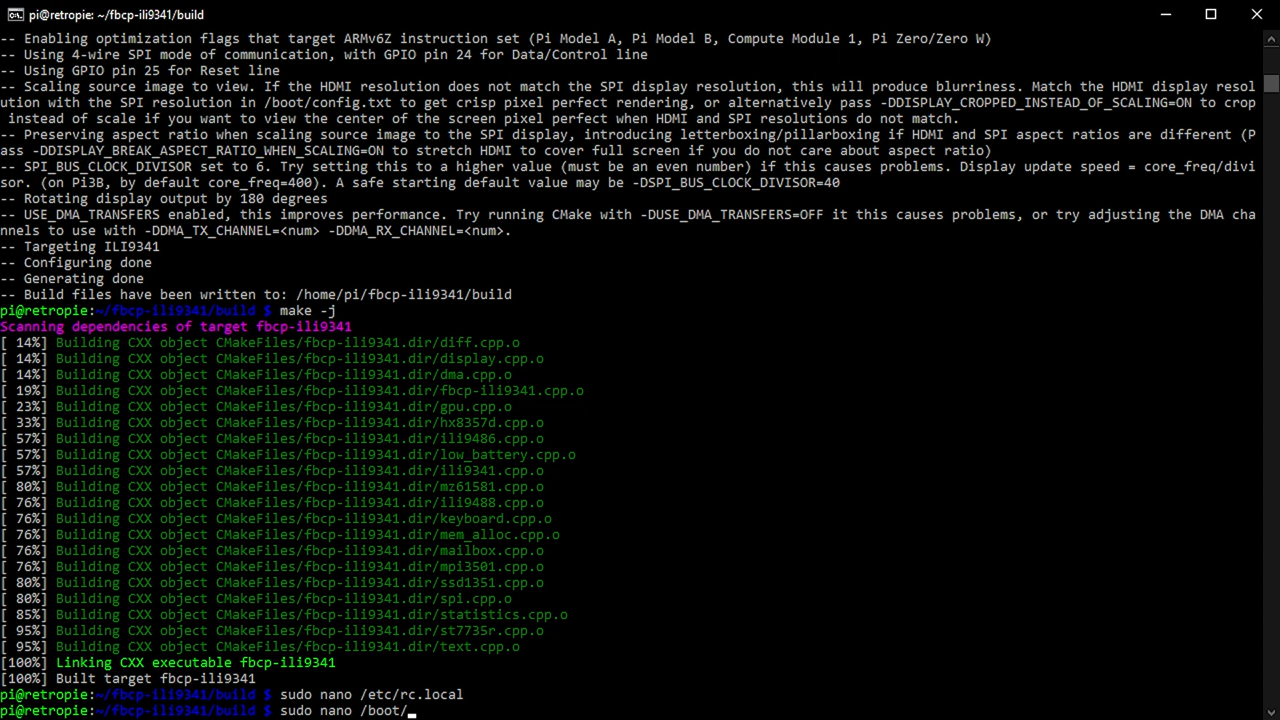 pi@retropie: ~/fbcp-ili9341/build
-- Enabling optimization flags that target ARMv6Z instruction set (Pi Model A, Pi Model B, Compute Module 1, Pi Zero/Zero W)
-- Using 4-wire SPI mode of communication, with GPIO pin 24 for Data/Control line
-- Using GPIO pin 25 for Reset line
-- Scaling source image to view. If the HDMI resolution does not match the SPI display resolution, this will produce blurriness. Match the HDMI display resol
ution with the SPI resolution in /boot/config.txt to get crisp pixel perfect rendering, or alternatively pass -DDISPLAY_CROPPED_INSTEAD_OF_SCALING=ON to crop
 instead of scale if you want to view the center of the screen pixel perfect when HDMI and SPI resolutions do not match.
-- Preserving aspect ratio when scaling source image to the SPI display, introducing letterboxing/pillarboxing if HDMI and SPI aspect ratios are different (P
ass -DDISPLAY_BREAK_ASPECT_RATIO_WHEN_SCALING=ON to stretch HDMI to cover full screen if you do not care about aspect ratio)
-- SPI_BUS_CLOCK_DIVISOR set to 6. Try setting this to a higher value (must be an even number) if this causes problems. Display update speed = core_freq/divi
sor. (on Pi3B, by default core_freq=400). A safe starting default value may be -DSPI_BUS_CLOCK_DIVISOR=40
-- Rotating display output by 180 degrees
-- USE_DMA_TRANSFERS enabled, this improves performance. Try running CMake with -DUSE_DMA_TRANSFERS=OFF it this causes problems, or try adjusting the DMA cha
nnels to use with -DDMA_TX_CHANNEL=<num> -DDMA_RX_CHANNEL=<num>.
-- Targeting ILI9341
-- Configuring done
-- Generating done
-- Build files have been written to: /home/pi/fbcp-ili9341/build
pi@retropie:~/fbcp-ili9341/build $ make -j
Scanning dependencies of target fbcp-ili9341
[ 14%] Building CXX object CMakeFiles/fbcp-ili9341.dir/diff.cpp.o
[ 14%] Building CXX object CMakeFiles/fbcp-ili9341.dir/display.cpp.o
[ 14%] Building CXX object CMakeFiles/fbcp-ili9341.dir/dma.cpp.o
[ 19%] Building CXX object CMakeFiles/fbcp-ili9341.dir/fbcp-ili9341.cpp.o
[ 23%] Building CXX object CMakeFiles/fbcp-ili9341.dir/gpu.cpp.o
[ 33%] Building CXX object CMakeFiles/fbcp-ili9341.dir/hx8357d.cpp.o
[ 57%] Building CXX object CMakeFiles/fbcp-ili9341.dir/ili9486.cpp.o
[ 57%] Building CXX object CMakeFiles/fbcp-ili9341.dir/low_battery.cpp.o
[ 57%] Building CXX object CMakeFiles/fbcp-ili9341.dir/ili9341.cpp.o
[ 80%] Building CXX object CMakeFiles/fbcp-ili9341.dir/mz61581.cpp.o
[ 76%] Building CXX object CMakeFiles/fbcp-ili9341.dir/ili9488.cpp.o
[ 76%] Building CXX object CMakeFiles/fbcp-ili9341.dir/keyboard.cpp.o
[ 76%] Building CXX object CMakeFiles/fbcp-ili9341.dir/mem_alloc.cpp.o
[ 76%] Building CXX object CMakeFiles/fbcp-ili9341.dir/mailbox.cpp.o
[ 76%] Building CXX object CMakeFiles/fbcp-ili9341.dir/mpi3501.cpp.o
[ 80%] Building CXX object CMakeFiles/fbcp-ili9341.dir/ssd1351.cpp.o
[ 80%] Building CXX object CMakeFiles/fbcp-ili9341.dir/spi.cpp.o
[ 85%] Building CXX object CMakeFiles/fbcp-ili9341.dir/statistics.cpp.o
[ 95%] Building CXX object CMakeFiles/fbcp-ili9341.dir/st7735r.cpp.o
[ 95%] Building CXX object CMakeFiles/fbcp-ili9341.dir/text.cpp.o
[100%] Linking CXX executable fbcp-ili9341
[100%] Built target fbcp-ili9341
pi@retropie:~/fbcp-ili9341/build $ sudo nano /etc/rc.local
pi@retropie:~/fbcp-ili9341/build $ sudo nano /boot/